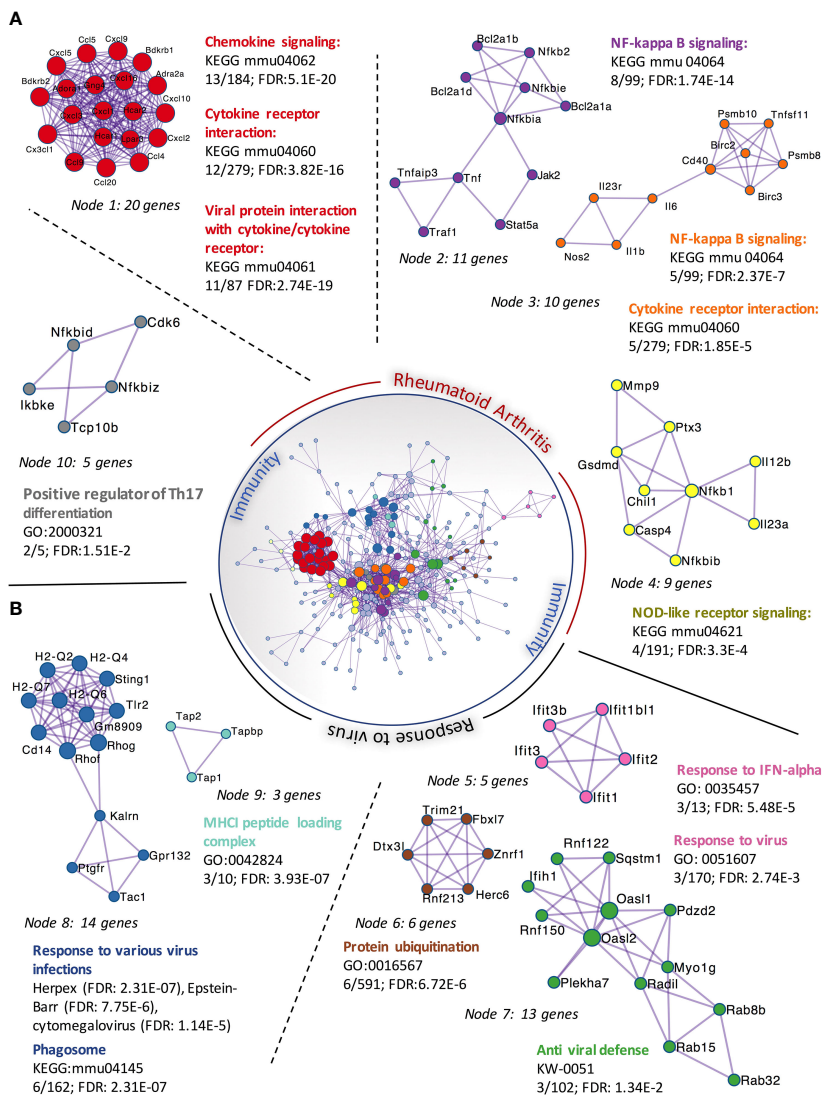 A
Cxcl9
Ccl5
Cxcl5
Bdkrb1
Cxcl16
Adra2a
Bdkrb2
Adora1
Gnb4
Cxcl10
Cxcl3
Cxcl1
Hcar2
Cx3cl1
Hcar1
Lpar3
Cxcl2
Ccl9
Ccl4
Ccl20
Node 1: 20 genes
Chemokine signaling:
KEGG mmu04062
13/184; FDR:5.1E-20
Cytokine receptor
interaction:
KEGG mmu04060
12/279; FDR:3.82E-16
Viral protein interaction
with cytokine/cytokine
receptor:
KEGG mmu04061
11/87 FDR:2.74E-19
Bcl2a1b
Nfkb2
Bcl2a1d
Nfkbie
Bcl2a1a
Nfkbia
Tnfaip3
Tnf
Jak2
Traf1
Stat5a
Node 2: 11 genes
NF-kappa B signaling:
KEGG mmu 04064
8/99; FDR:1.74E-14
Psmb10
Tnfsf11
Birc2
Cd40
Psmb8
Birc3
Il23r
Il6
Nos2
Il1b
Node 3: 10 genes
NF-kappa B signaling:
KEGG mmu 04064
5/99; FDR:2.37E-7
Cytokine receptor interaction:
KEGG mmu04060
5/279; FDR:1.85E-5
Cdk6
Nfkbid
Nfkbiz
Ikbke
Tcp10b
Node 10: 5 genes
Positive regulator of Th17
differentiation
GO:2000321
2/5; FDR:1.51E-2
Rheumatoid Arthritis
Immunity
Immunity
Response to virus
Mmp9
Ptx3
Gsdmd
Il12b
Chil1
Nfkb1
Casp4
Il23a
Nfkbib
Node 4: 9 genes
NOD-like receptor signaling:
KEGG mmu04621
4/191; FDR:3.3E-4
B
H2-Q2
H2-Q4
Sting1
H2-Q7
H2-Q6
Tlr2
Gm8909
Cd14
Rhog
Rhof
Kalrn
Gpr132
Ptgfr
Tac1
Node 8: 14 genes
Response to various virus
infections
Herpex (FDR: 2.31E-07), Epstein-
Barr (FDR: 7.75E-6),
cytomegalovirus (FDR: 1.14E-5)
Phagosome
KEGG:mmu04145
6/162; FDR: 2.31E-07
Tap2
Tapbp
Tap1
Node 9: 3 genes
MHCI peptide loading
complex
GO:0042824
3/10; FDR: 3.93E-07
Ifit3b
Ifit1bl1
Ifit3
Ifit2
Ifit1
Node 5: 5 genes
Response to IFN-alpha
GO: 0035457
3/13; FDR: 5.48E-5
Response to virus
GO: 0051607
3/170; FDR: 2.74E-3
Trim21
Fbxl7
Dtx3l
Znrf1
Rnf213
Herc6
Node 6: 6 genes
Protein ubiquitination
GO:0016567
6/591; FDR:6.72E-6
Rnf122
Sqstm1
Ifih1
Oasl1
Pdzd2
Rnf150
Oasl2
Myo1g
Plekha7
Radil
Rab8b
Rab15
Rab32
Node 7: 13 genes
Anti viral defense
KW-0051
3/102; FDR: 1.34E-2